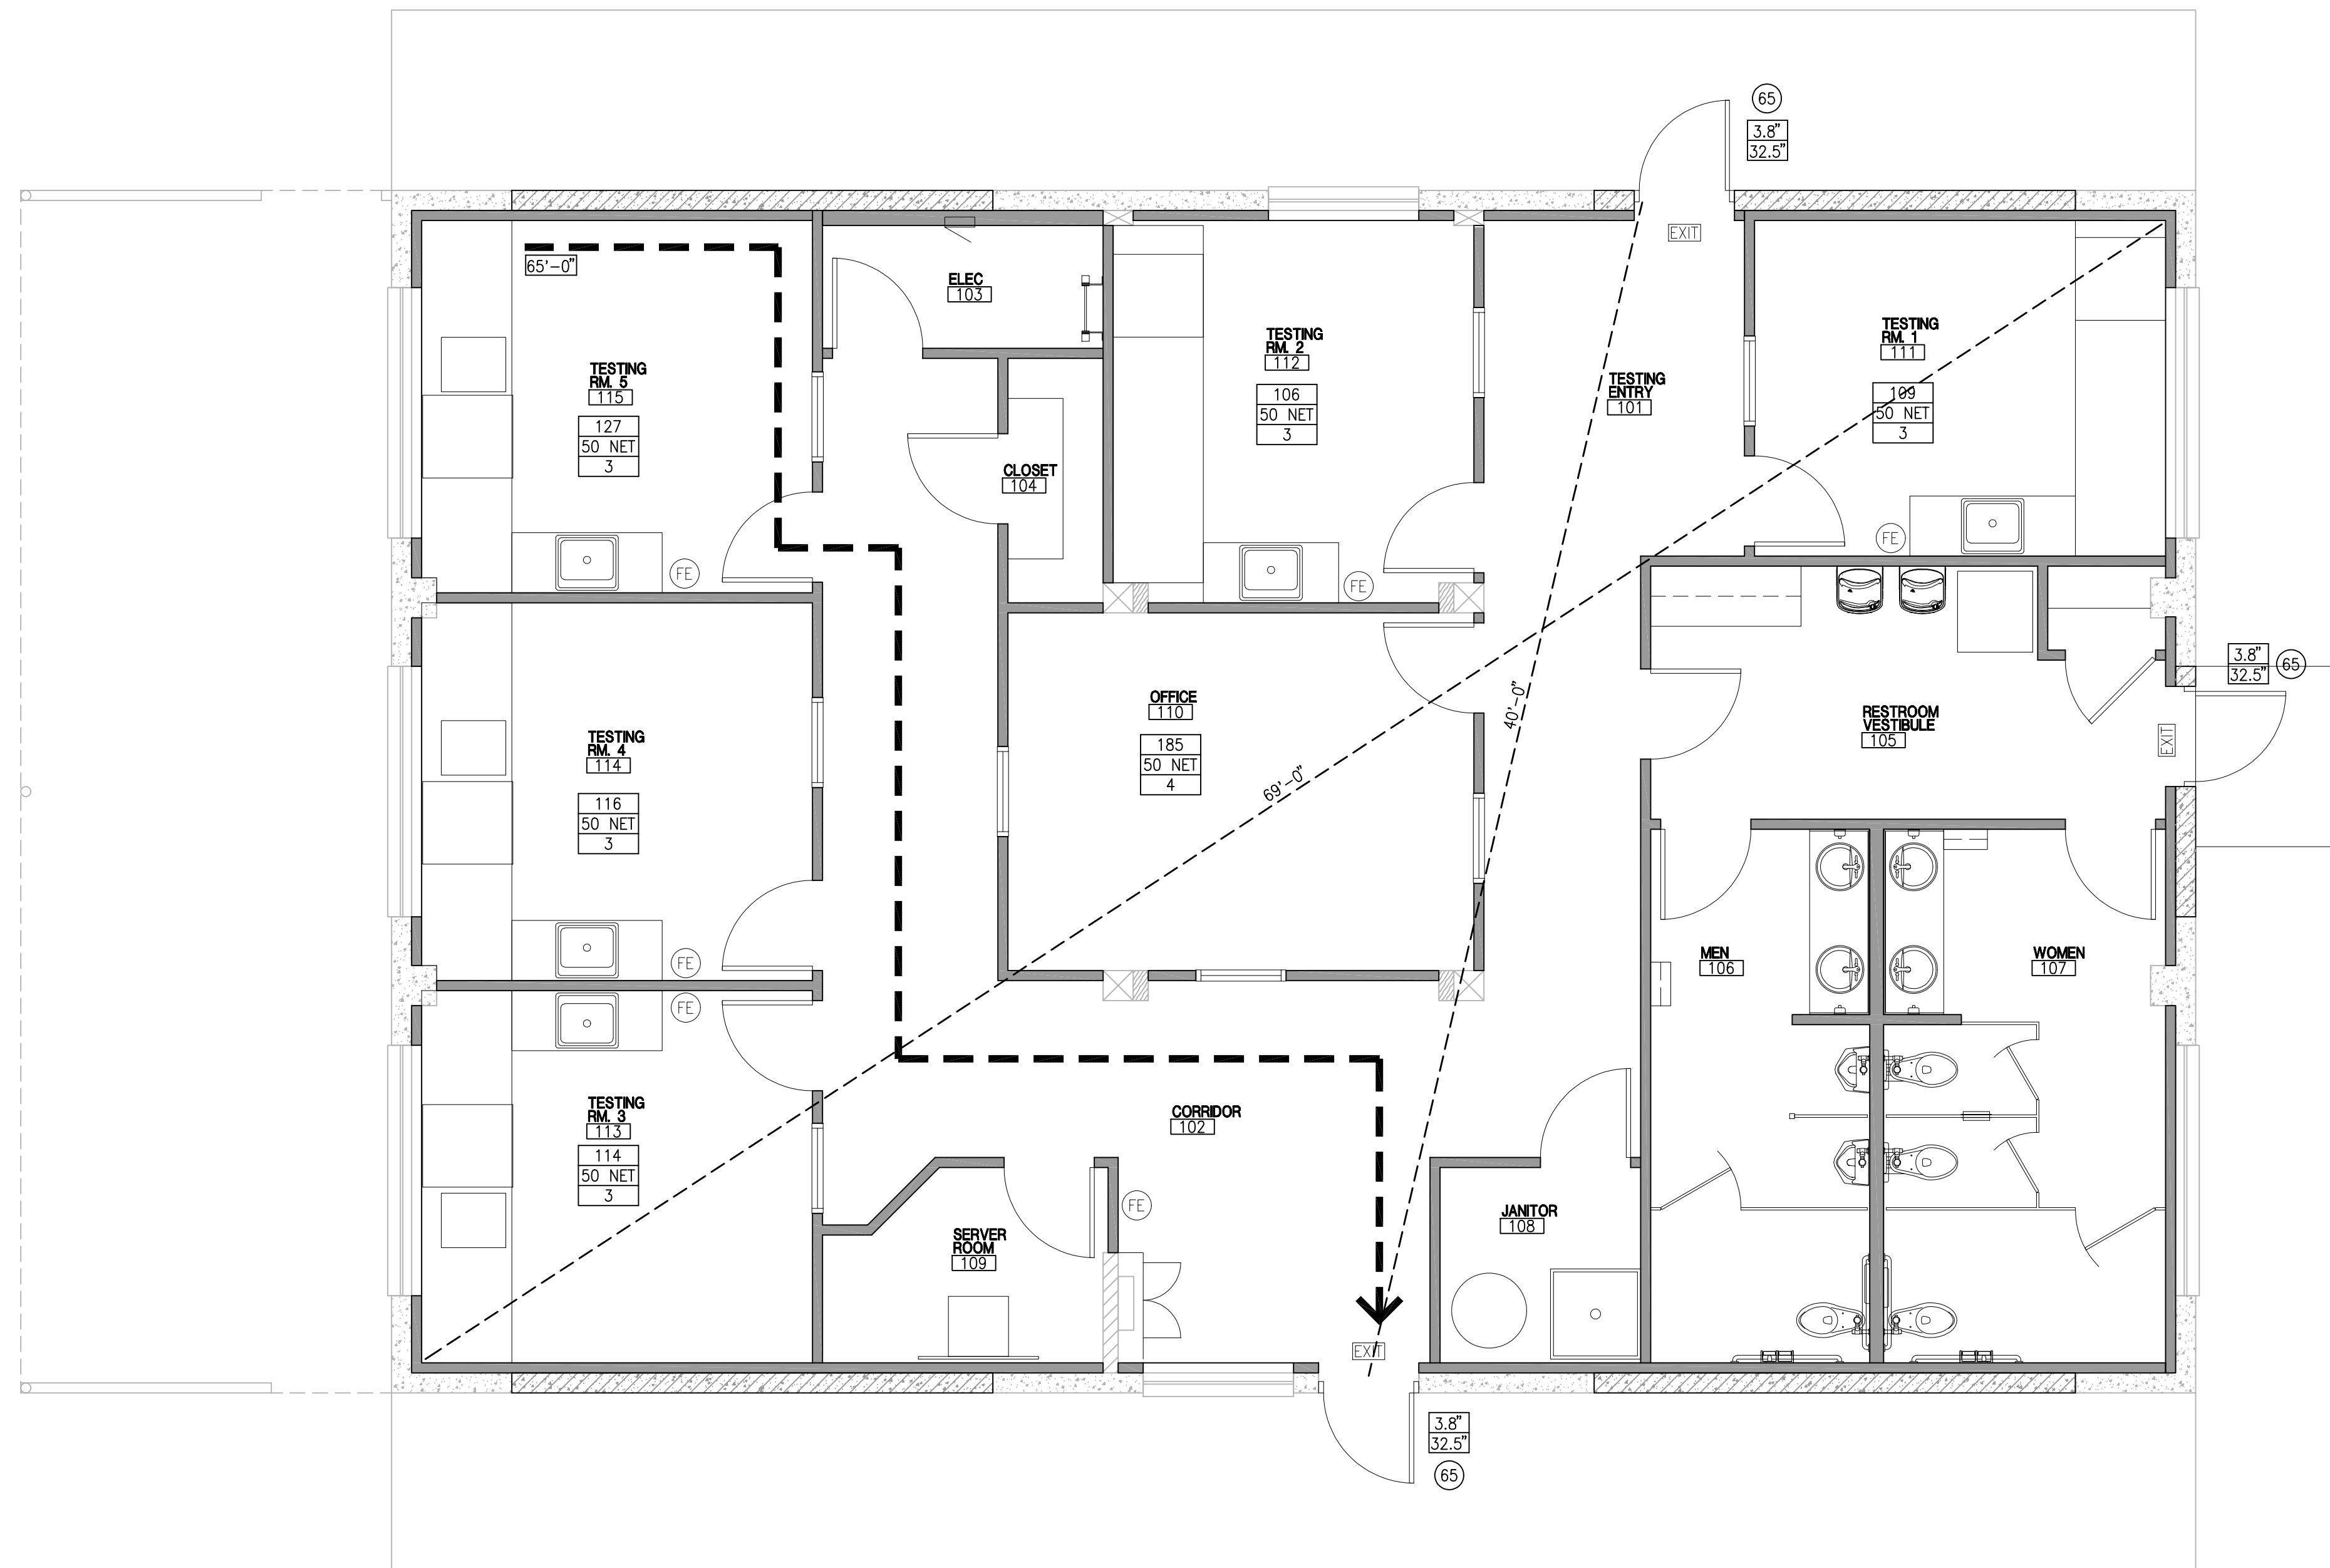 65
3.8"
32.5"
EXIT
65'-0"
ELEC
103
TESTING
RM. 5
115
127
50 NET
3
TESTING
RM. 2
112
106
50 NET
3
TESTING
ENTRY
101
TESTING
RM. 1
111
109
50 NET
3
CLOSET
104
FE
FE
FE
TESTING
RM. 4
114
116
50 NET
3
OFFICE
110
185
50 NET
4
40'-0"
69'-0"
RESTROOM
VESTIBULE
105
3.8"
32.5"
65
EXIT
FE
FE
MEN
106
WOMEN
107
TESTING
RM. 3
113
114
50 NET
3
CORRIDOR
102
FE
SERVER
ROOM
109
JANITOR
108
EXIT
3.8"
32.5"
65